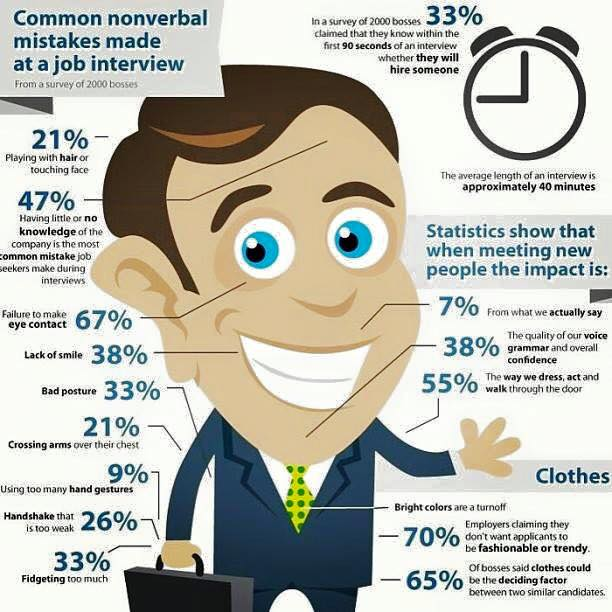 Common nonverbal
mistakes made
at a job interview
From a survey of 2000 bosses
In a survey of 2000 bosses 33%
claimed that they know within the
first 90 seconds of an interview
whether they will
hire someone
The average length of an interview is
approximately 40 minutes
21%
Playing with hair or
touching face
47%
Having little or no
knowledge of the
company is the most
common mistake job
seekers make during
interviews
Failure to make
eye contact 67%
Lack of smile 38%
Bad posture 33%
21%
Crossing arms over their chest
9%
Using too many hand gestures
Handshake that
is too weak 26%
33%
Fidgeting too much
Statistics show that
when meeting new
people the impact is:
7% From what we actually say
38% The quality of our voice
grammar and overall
confidence
55% The way we dress, act and
walk through the door
Clothes
Bright colors are a turnoff
70% Employers claiming they
don't want applicants to
be fashionable or trendy.
65% Of bosses said clothes could
be the deciding factor
between two similar candidates.